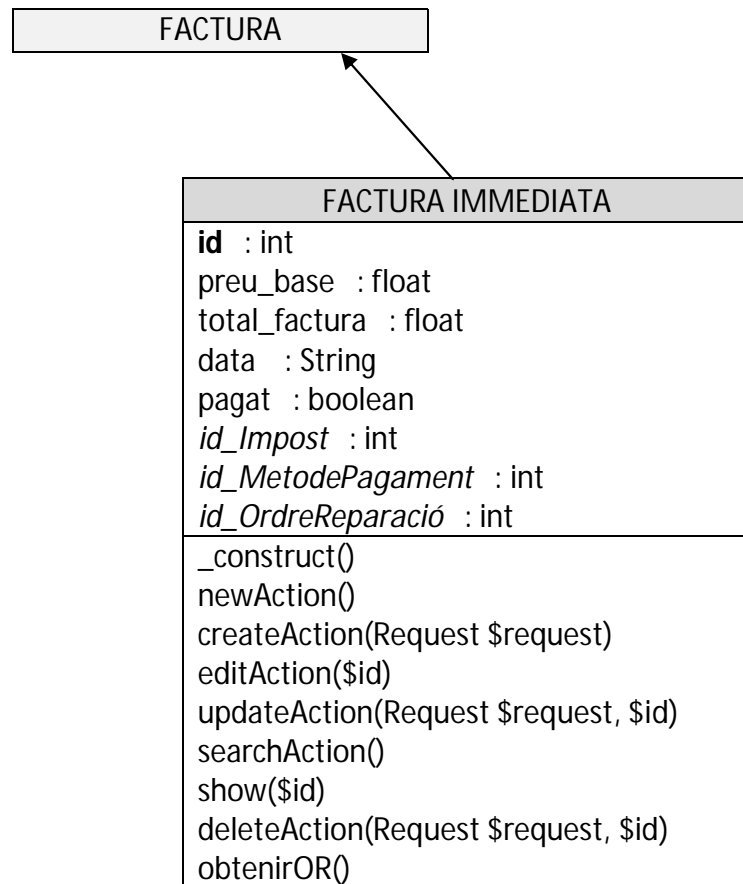 FACTURA
FACTURA IMMEDIATA
id : int
preu_base : float
total_factura : float
data : String
pagat : boolean
id_Impost : int
id_MetodePagament : int
id_OrdreReparació : int
_construct()
newAction()
createAction(Request $request)
editAction($id)
updateAction(Request $request, $id)
searchAction()
show($id)
deleteAction(Request $request, $id)
obtenirOR()